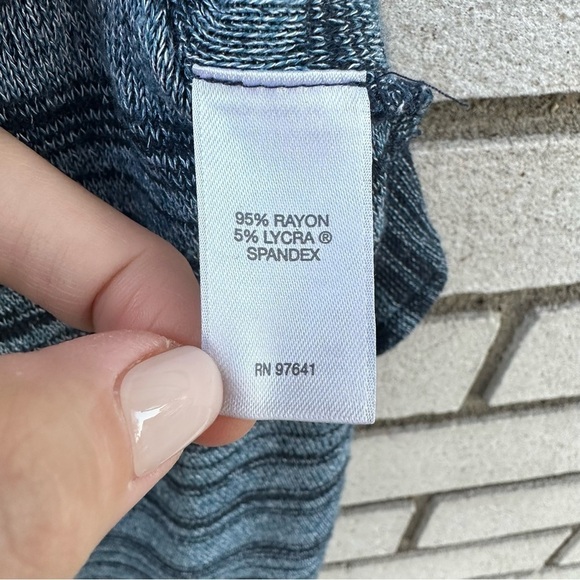 95% RAYON
5% LYCRA ®
SPANDEX
RN 97641